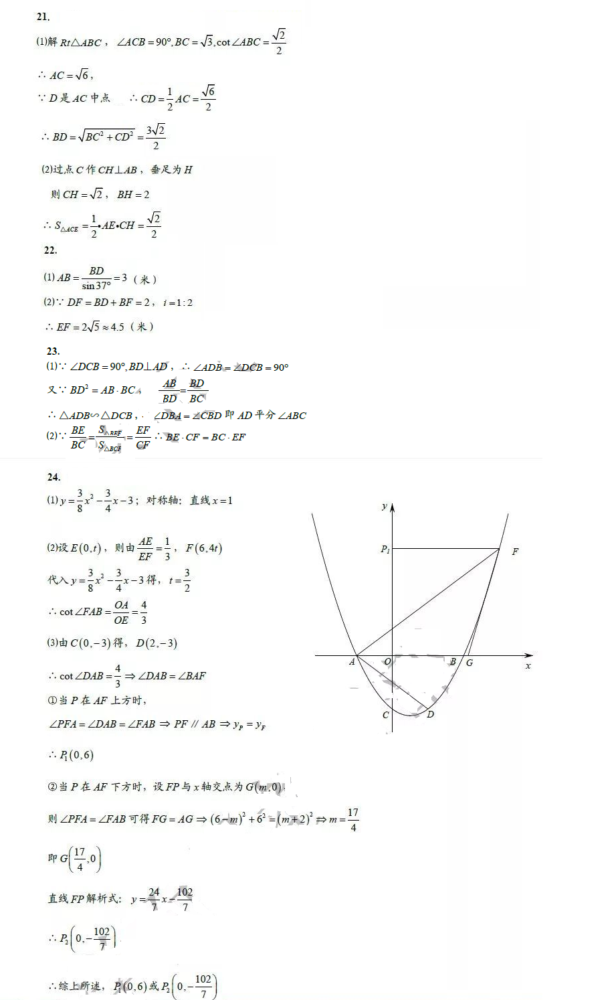 21.
⑴解 Rt△ABC ， ∠ACB = 90°, BC = √3, cot∠ABC = √2/2
∴ AC = √6 ，
∵ D 是 AC 中点 ∴ CD = 1/2 AC = √6/2
∴ BD = √(BC² + CD²) = 3√2/2
⑵过点 C 作 CH⊥AB ， 垂足为 H
则 CH = √2 ， BH = 2
∴ S△ACE = 1/2 •AE•CH = √2/2
22.
⑴ AB = BD/sin37° = 3 （米）
⑵∵ DF = BD + BF = 2 ， i = 1:2
∴ EF = 2√5 ≈ 4.5 （米）
23.
⑴∵ ∠DCB = 90°, BD⊥AD ， ∴ ∠ADB = ∠DCB = 90°
又∵ BD² = AB · BC ， AB/BD = BD/BC
∴ △ADB∽△DCB ， ∠DBA = ∠CBD 即 AD 平分 ∠ABC
⑵∵ BE/BC = S△BEF/S△BCF = EF/CF ∴ BE · CF = BC · EF
24.
⑴ y = 3/8 x² − 3/4 x − 3 ；对称轴：直线 x = 1
⑵设 E(0,t) ，则由 AE/EF = 1/3 ， F(6,4t)
代入 y = 3/8 x² − 3/4 x − 3 得， t = 3/2
∴ cot∠FAB = OA/OE = 4/3
⑶由 C(0,−3) 得， D(2,−3)
∴ cot∠DAB = 4/3 ⇒ ∠DAB = ∠BAF
①当 P 在 AF 上方时，
∠PFA = ∠DAB = ∠FAB ⇒ PF // AB ⇒ y_P = y_F
∴ P₁(0,6)
②当 P 在 AF 下方时，设 FP 与 x 轴交点为 G(m,0)
则 ∠PFA = ∠FAB 可得 FG = AG ⇒ (6−m)² + 6² = (m+2)² ⇒ m = 17/4
即 G(17/4, 0)
直线 FP 解析式： y = 24/7 x − 102/7
∴ P₂(0, −102/7)
∴综上所述， P₁(0,6) 或 P₂(0, −102/7)
y
P₁
F
A
O
B
G
x
C
D